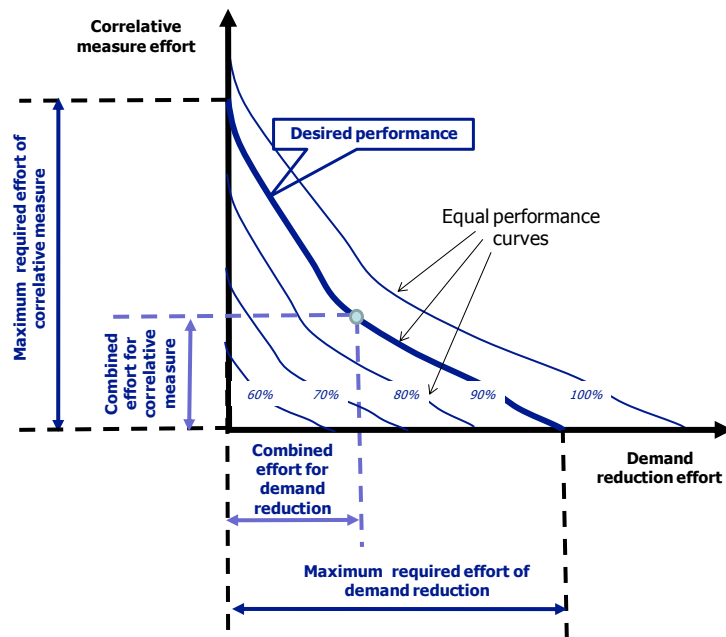 Correlative
measure effort
Desired performance
Equal performance
curves
Maximum required effort of
correlative measure
Combined
effort for
correlative
measure
60%
70%
80%
90%
100%
Combined
effort for
demand
reduction
Demand
reduction effort
Maximum required effort of
demand reduction